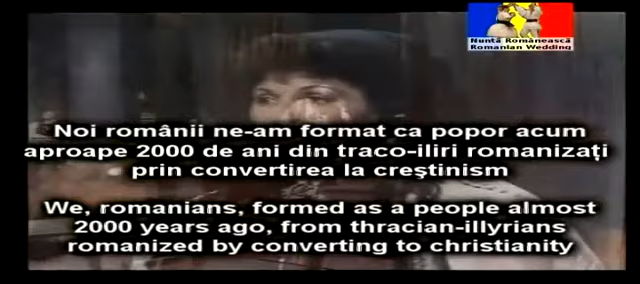 Nuntă Românească
Romanian Wedding
Noi românii ne-am format ca popor acum
aproape 2000 de ani din traco-iliri romanizaţi
prin convertirea la creştinism
We, romanians, formed as a people almost
2000 years ago, from thracian-illyrians
romanized by converting to christianity